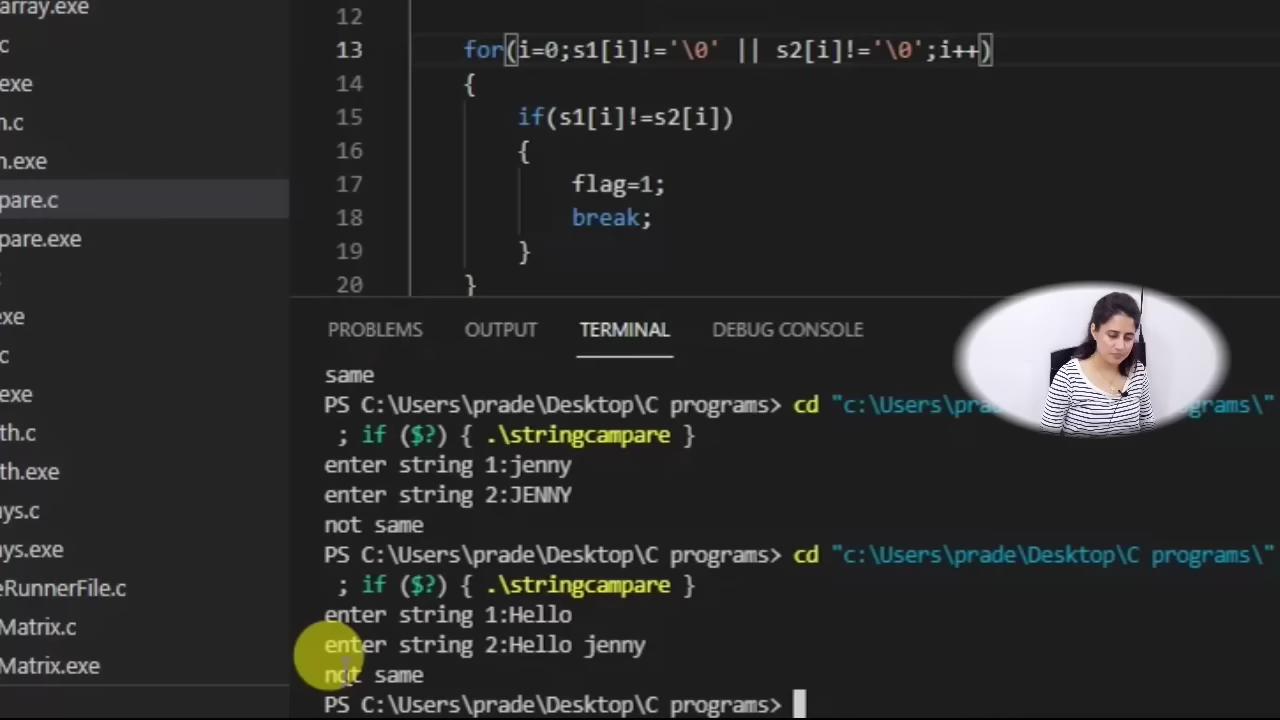 array.exe
c
exe
n.c
n.exe
pare.c
pare.exe
exe
c
exe
th.c
th.exe
ays.c
ays.exe
eRunnerFile.c
Matrix.c
Matrix.exe
12
13 for(i=0;s1[i]!='\0' || s2[i]!='\0';i++)
14 {
15 if(s1[i]!=s2[i])
16 {
17 flag=1;
18 break;
19 }
20 }
PROBLEMS OUTPUT TERMINAL DEBUG CONSOLE
same
PS C:\Users\prade\Desktop\C programs> cd "c:\Users\pra grams\"
; if ($?) { .\stringcampare }
enter string 1:jenny
enter string 2:JENNY
not same
PS C:\Users\prade\Desktop\C programs> cd "c:\Users\prade\Desktop\C programs\"
; if ($?) { .\stringcampare }
enter string 1:Hello
enter string 2:Hello jenny
not same
PS C:\Users\prade\Desktop\C programs>